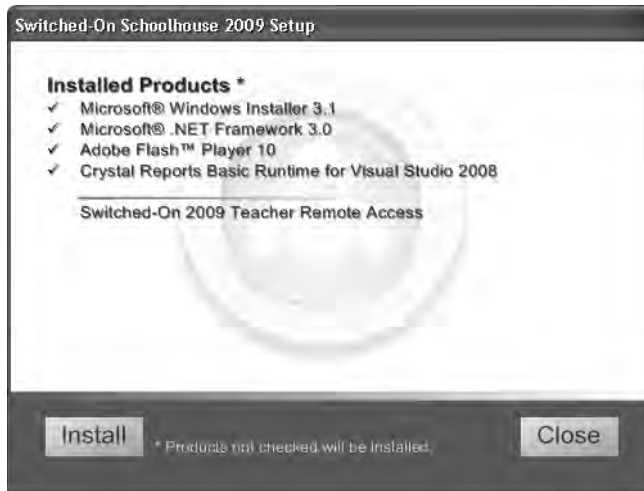 Switched-On Schoolhouse 2009 Setup
Installed Products *
✓ Microsoft® Windows Installer 3.1
✓ Microsoft® .NET Framework 3.0
✓ Adobe Flash™ Player 10
✓ Crystal Reports Basic Runtime for Visual Studio 2008
Switched-On 2009 Teacher Remote Access
Install * Products not checked will be installed. Close